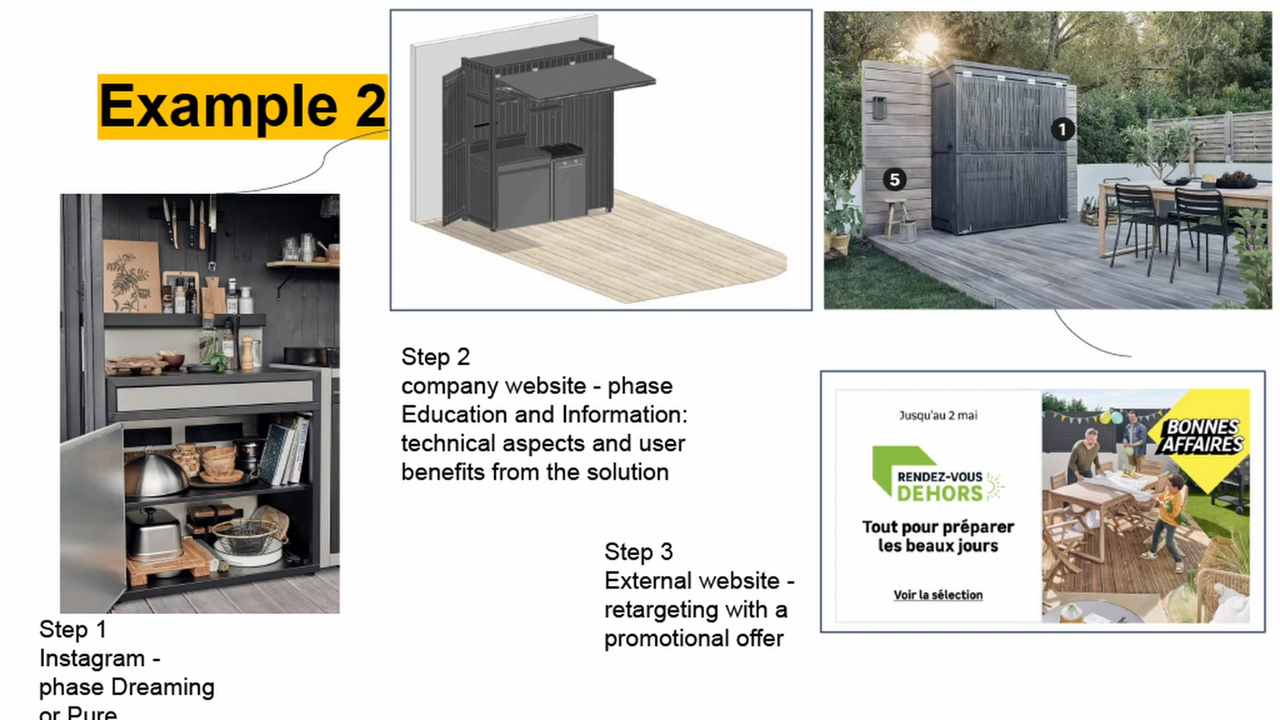 Example 2
1
5
Step 2
company website - phase
Education and Information:
technical aspects and user
benefits from the solution
Jusqu'au 2 mai
BONNES
AFFAIRES
RENDEZ-VOUS
DEHORS
Tout pour préparer
les beaux jours
Voir la sélection
Step 3
External website -
retargeting with a
promotional offer
Step 1
Instagram -
phase Dreaming
or Pure